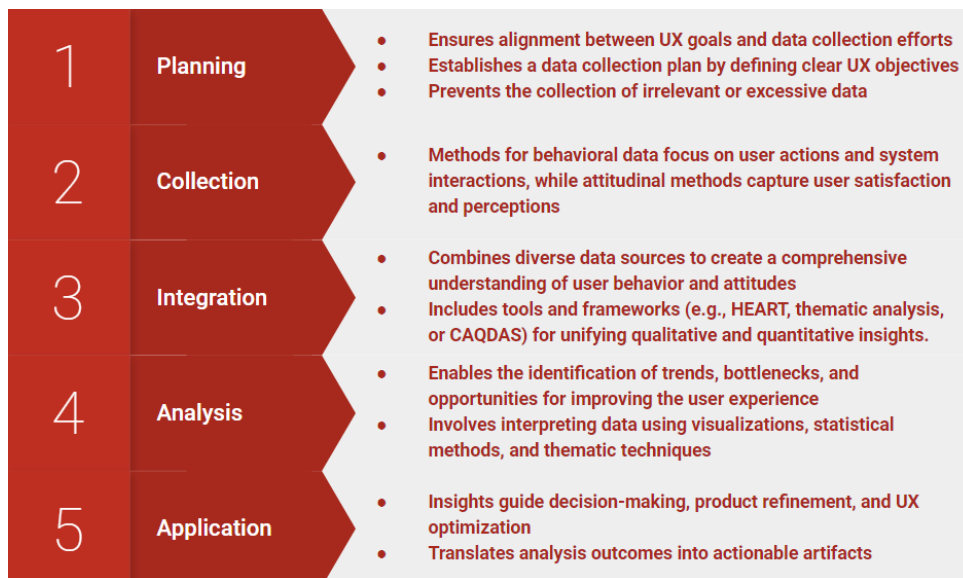 1
Planning
● Ensures alignment between UX goals and data collection efforts
● Establishes a data collection plan by defining clear UX objectives
● Prevents the collection of irrelevant or excessive data
2
Collection
● Methods for behavioral data focus on user actions and system
interactions, while attitudinal methods capture user satisfaction
and perceptions
3
Integration
● Combines diverse data sources to create a comprehensive
understanding of user behavior and attitudes
● Includes tools and frameworks (e.g., HEART, thematic analysis,
or CAQDAS) for unifying qualitative and quantitative insights.
4
Analysis
● Enables the identification of trends, bottlenecks, and
opportunities for improving the user experience
● Involves interpreting data using visualizations, statistical
methods, and thematic techniques
5
Application
● Insights guide decision-making, product refinement, and UX
optimization
● Translates analysis outcomes into actionable artifacts